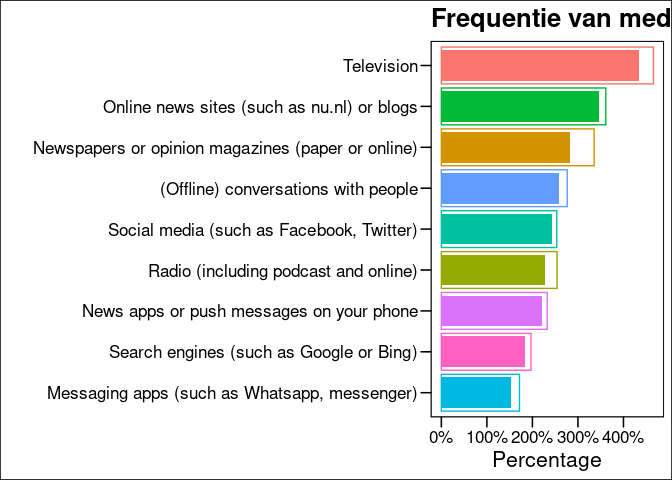 Frequentie van med
Television
Online news sites (such as nu.nl) or blogs
Newspapers or opinion magazines (paper or online)
(Offline) conversations with people
Social media (such as Facebook, Twitter)
Radio (including podcast and online)
News apps or push messages on your phone
Search engines (such as Google or Bing)
Messaging apps (such as Whatsapp, messenger)
0% 100% 200% 300% 400%
Percentage